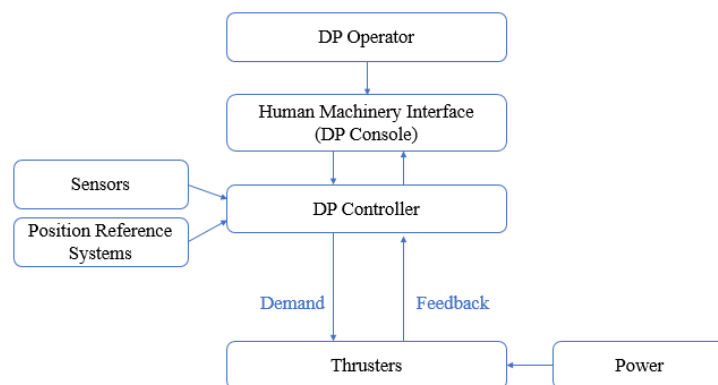 DP Operator
Human Machinery Interface
(DP Console)
Sensors
DP Controller
Position Reference
Systems
Demand
Feedback
Thrusters
Power